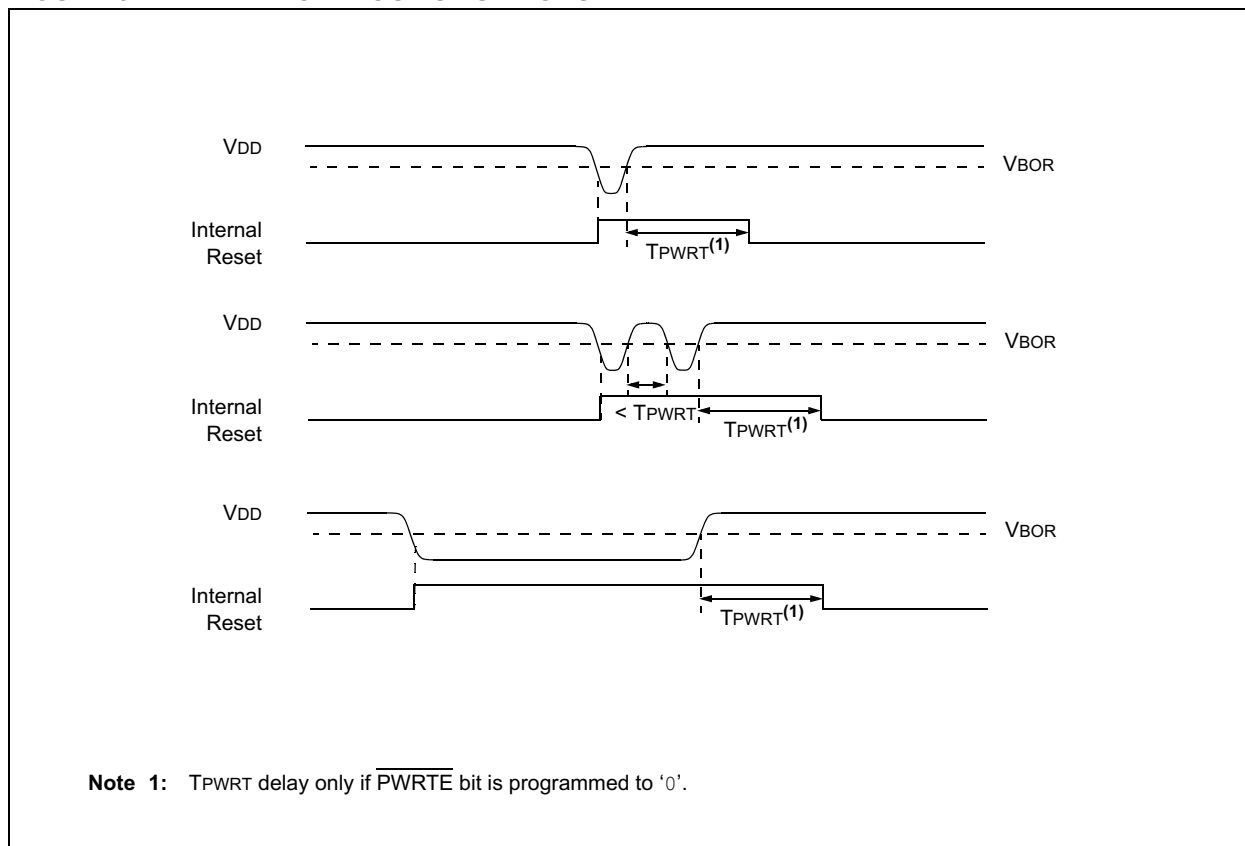 VDD
VBOR
Internal
Reset
TPWRT(1)
VDD
VBOR
Internal
Reset
< TPWRT
TPWRT(1)
VDD
VBOR
Internal
Reset
TPWRT(1)
Note 1: TPWRT delay only if PWRTE bit is programmed to ‘0’.